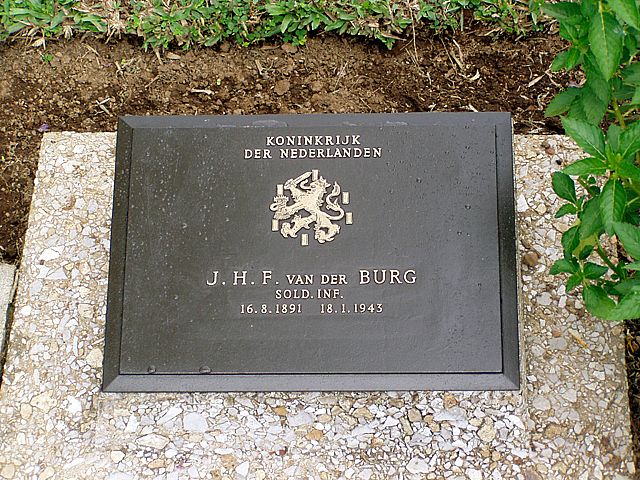 KONINKRIJK
DER NEDERLANDEN
J. H. F. VAN DER BURG
SOLD. INF.
16.8.1891 18.1.1943